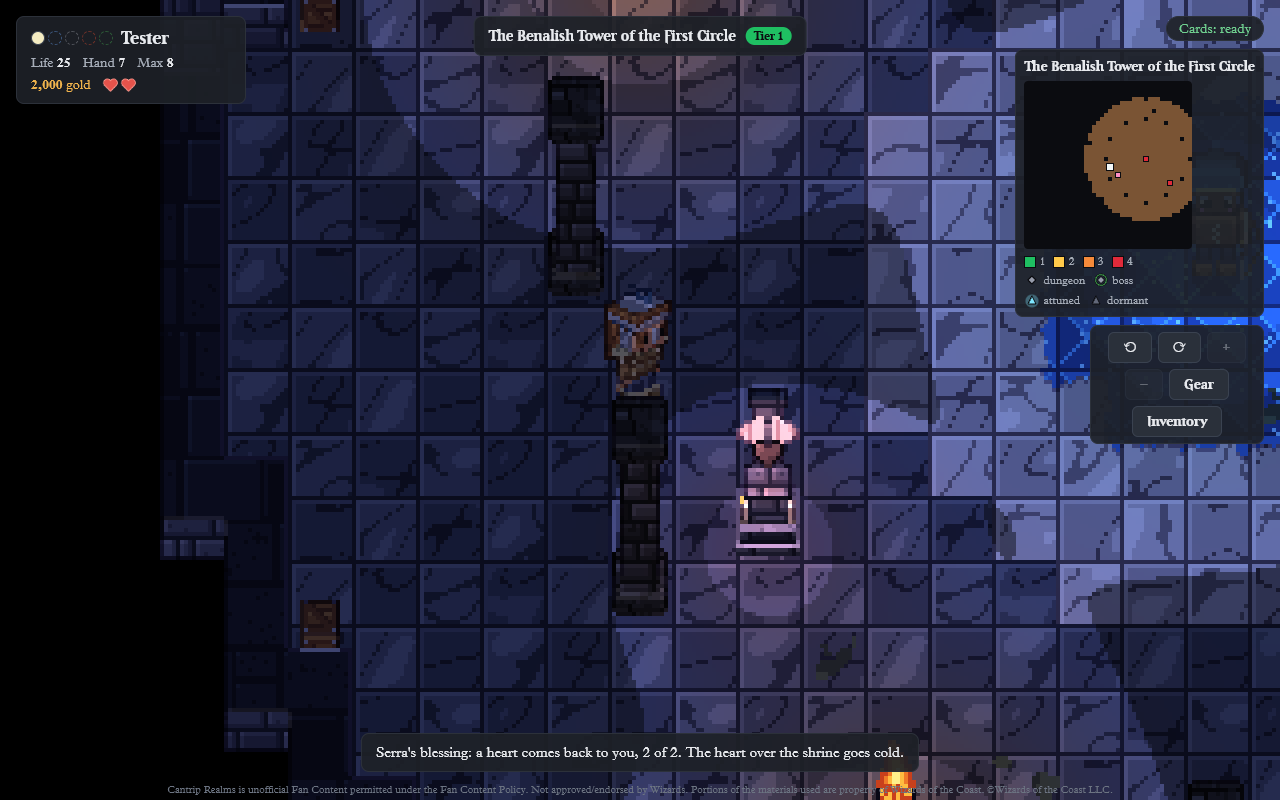 Tester
Life 25 Hand 7 Max 8
2,000 gold
The Benalish Tower of the First Circle Tier 1
Cards: ready
The Benalish Tower of the First Circle
1 2 3 4
dungeon boss
attuned dormant
+
− Gear
Inventory
Serra's blessing: a heart comes back to you, 2 of 2. The heart over the shrine goes cold.
Cantrip Realms is unofficial Fan Content permitted under the Fan Content Policy. Not approved/endorsed by Wizards. Portions of the materials used are property of Wizards of the Coast. ©Wizards of the Coast LLC.